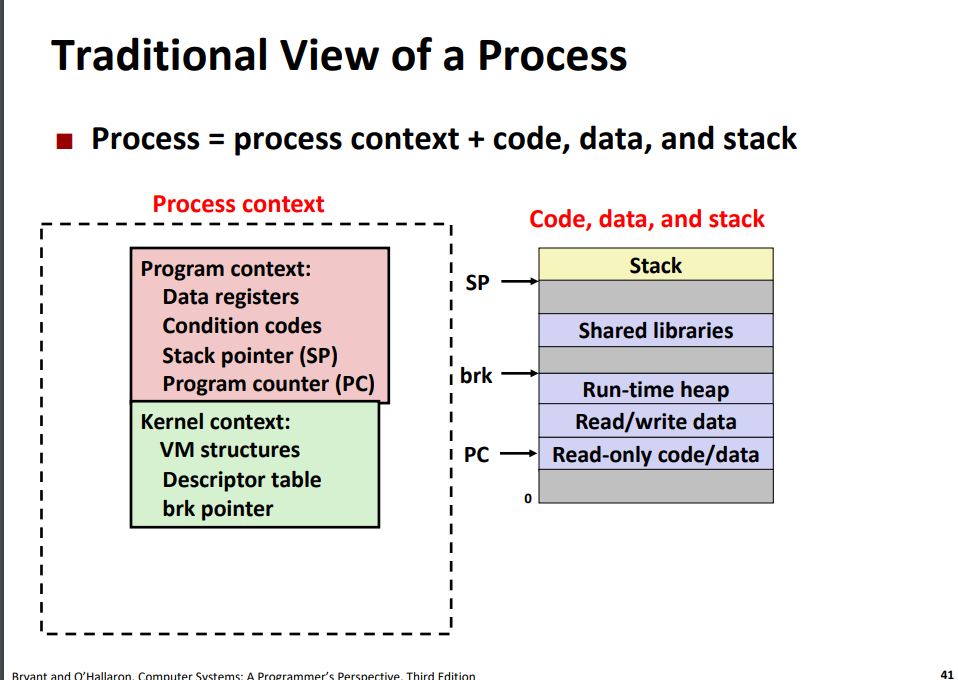 Traditional View of a Process
Process = process context + code, data, and stack
Process context
Program context:
Data registers
Condition codes
Stack pointer (SP)
Program counter (PC)
Kernel context:
VM structures
Descriptor table
brk pointer
Code, data, and stack
SP
Stack
Shared libraries
brk
Run-time heap
Read/write data
PC
Read-only code/data
0
Bryant and O'Hallaron, Computer Systems: A Programmer's Perspective, Third Edition
41